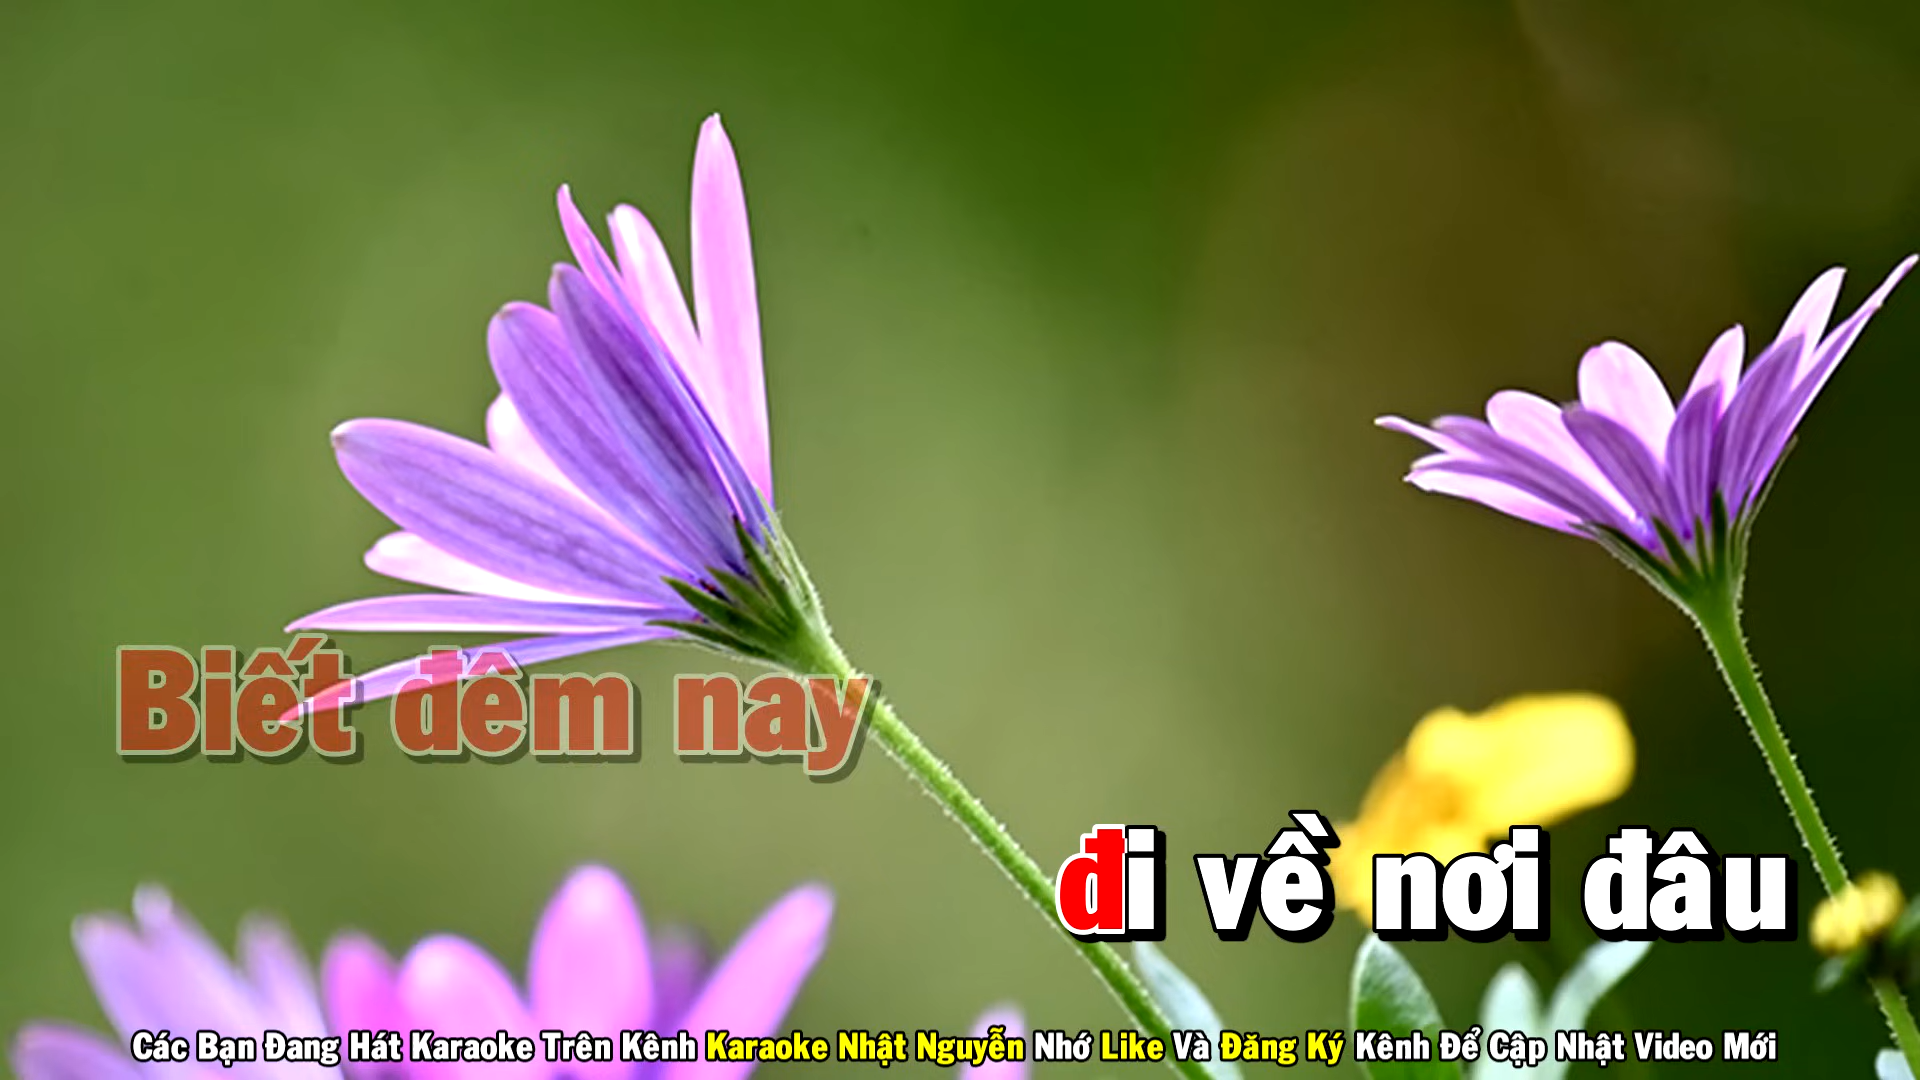 Biết đêm nay
đi về nơi đâu
Các Bạn Đang Hát Karaoke Trên Kênh Karaoke Nhật Nguyễn Nhớ Like Và Đăng Ký Kênh Để Cập Nhật Video Mới